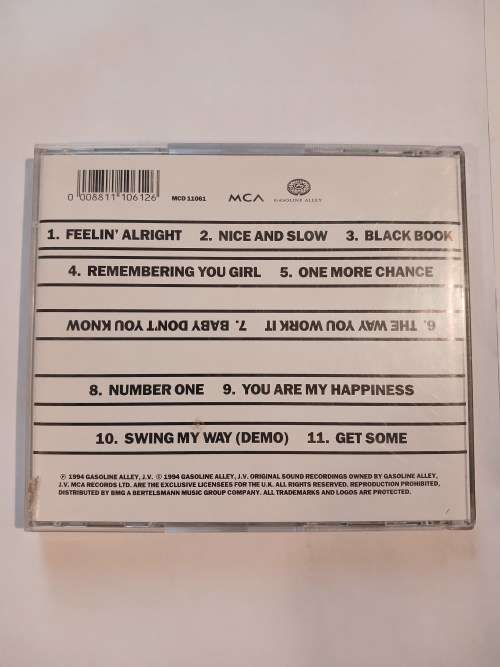 0 008811 106126
MCD 11061
MCA
GASOLINE ALLEY
1. FEELIN' ALRIGHT 2. NICE AND SLOW 3. BLACK BOOK
4. REMEMBERING YOU GIRL 5. ONE MORE CHANCE
6. THE WAY YOU WORK IT 7. BABY DON'T YOU KNOW
8. NUMBER ONE 9. YOU ARE MY HAPPINESS
10. SWING MY WAY (DEMO) 11. GET SOME
℗ 1994 GASOLINE ALLEY, J.V. © 1994 GASOLINE ALLEY, J.V. ORIGINAL SOUND RECORDINGS OWNED BY GASOLINE ALLEY,
J.V. MCA RECORDS LTD. ARE THE EXCLUSIVE LICENSEES FOR THE U.K. ALL RIGHTS RESERVED. REPRODUCTION PROHIBITED,
DISTRIBUTED BY BMG A BERTELSMANN MUSIC GROUP COMPANY. ALL TRADEMARKS AND LOGOS ARE PROTECTED.